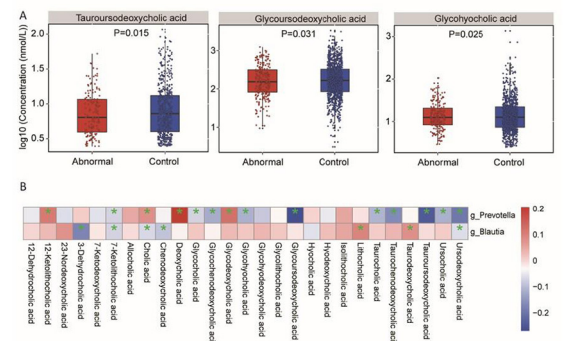 A
Tauroursodeoxycholic acid
Glycoursodeoxycholic acid
Glycohyocholic acid
P=0.015
P=0.031
P=0.025
log10 (Concentration (nmol/L)
2.0
1.5
1.0
0.5
3
2
1
3
2
1
Abnormal
Control
Abnormal
Control
Abnormal
Control
B
g_Prevotella
g_Blautia
0.2
0.1
0
-0.1
-0.2
12-Dehydrocholic acid
12-Ketolithocholic acid
23-Nordeoxycholic acid
3-Dehydrocholic acid
7-Ketodeoxycholic acid
7-Ketolithocholic acid
Allocholic acid
Cholic acid
Chenodeoxycholic acid
Deoxycholic acid
Glycocholic acid
Glycochenodeoxycholic acid
Glycodeoxycholic acid
Glycohyocholic acid
Glycohyodeoxycholic acid
Glycolithocholic acid
Glycoursodeoxycholic acid
Hyocholic acid
Hyodeoxycholic acid
Isolithocholic acid
Lithocholic acid
Taurocholic acid
Taurochenodeoxycholic acid
Taurodeoxycholic acid
Tauroursodeoxycholic acid
Ursocholic acid
Ursodeoxycholic acid